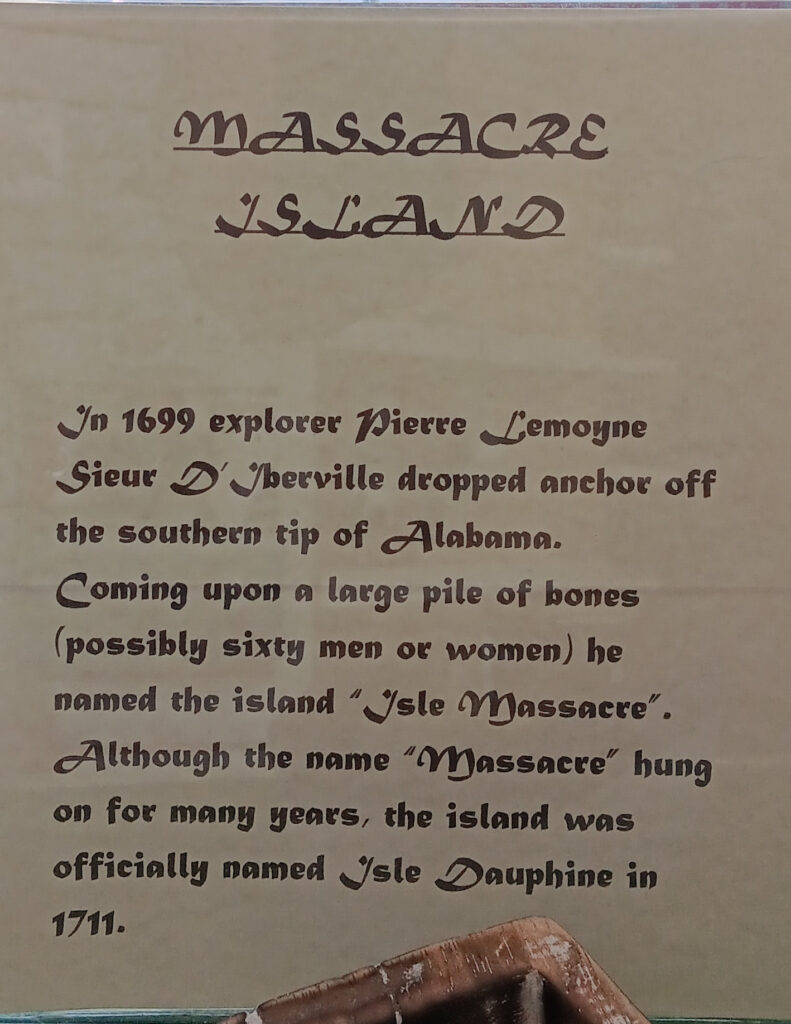 MASSACRE
ISLAND
In 1699 explorer Pierre Lemoyne
Sieur D'Iberville dropped anchor off
the southern tip of Alabama.
Coming upon a large pile of bones
(possibly sixty men or women) he
named the island "Isle Massacre".
Although the name "Massacre" hung
on for many years, the island was
officially named Isle Dauphine in
1711.